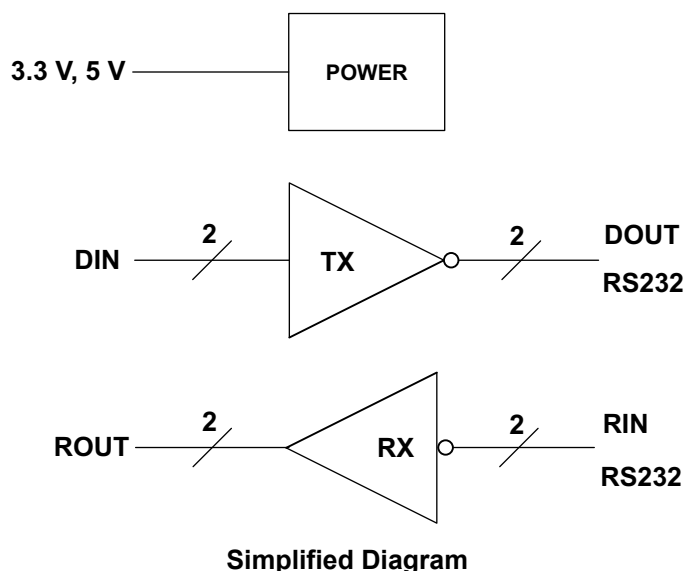 3.3 V, 5 V
POWER
DIN
2
TX
2
DOUT
RS232
ROUT
2
RX
2
RIN
RS232
Simplified Diagram